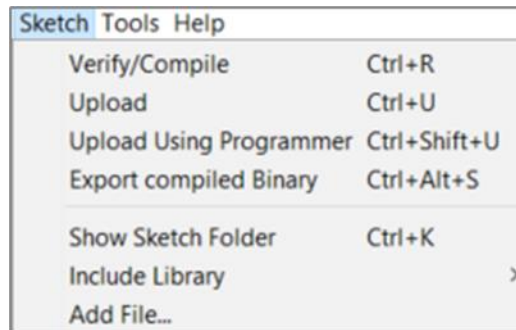 Sketch Tools Help
Verify/Compile Ctrl+R
Upload Ctrl+U
Upload Using Programmer Ctrl+Shift+U
Export compiled Binary Ctrl+Alt+S
Show Sketch Folder Ctrl+K
Include Library
Add File...